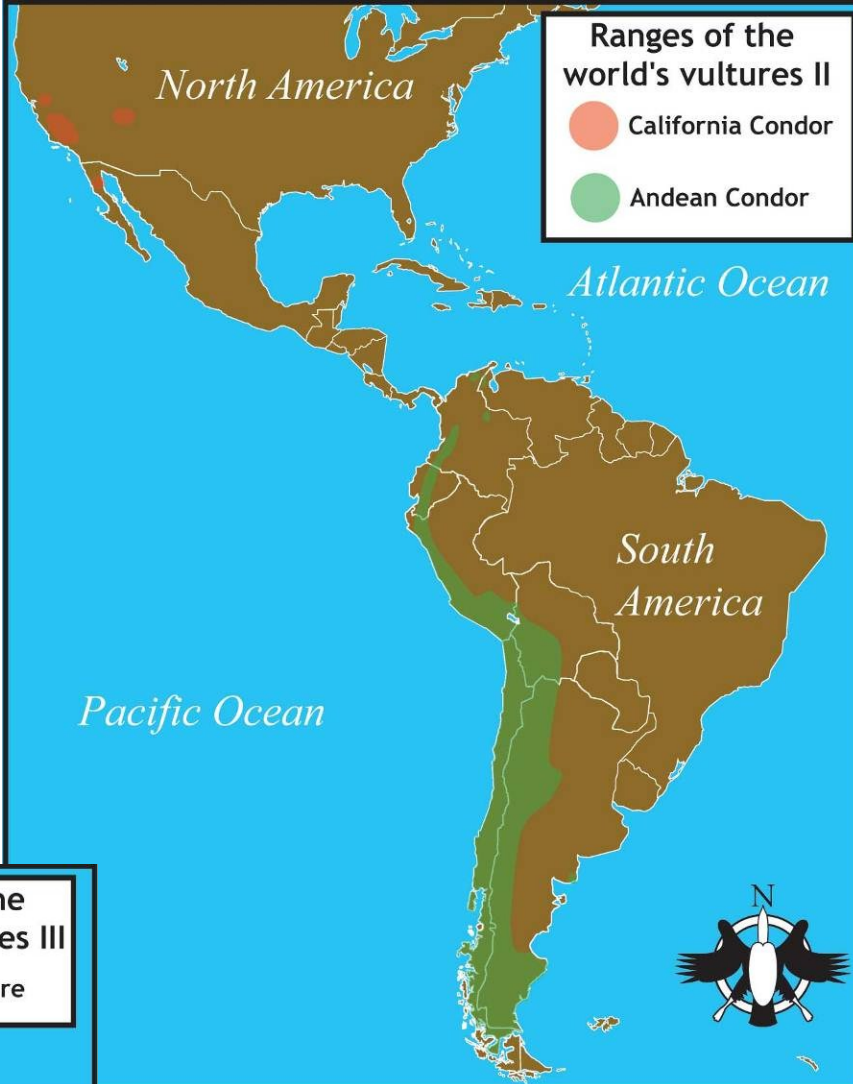 Ranges of the
world's vultures II
California Condor
Andean Condor
North America
Atlantic Ocean
South
America
Pacific Ocean
N
es III